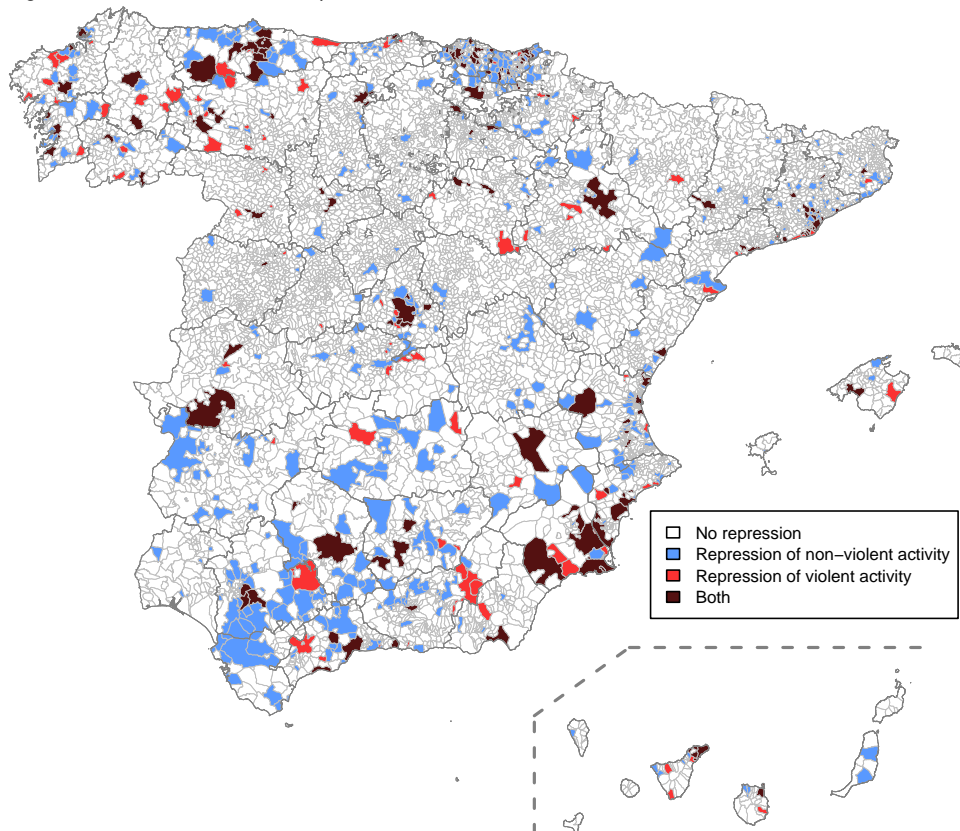 No repression
Repression of non−violent activity
Repression of violent activity
Both